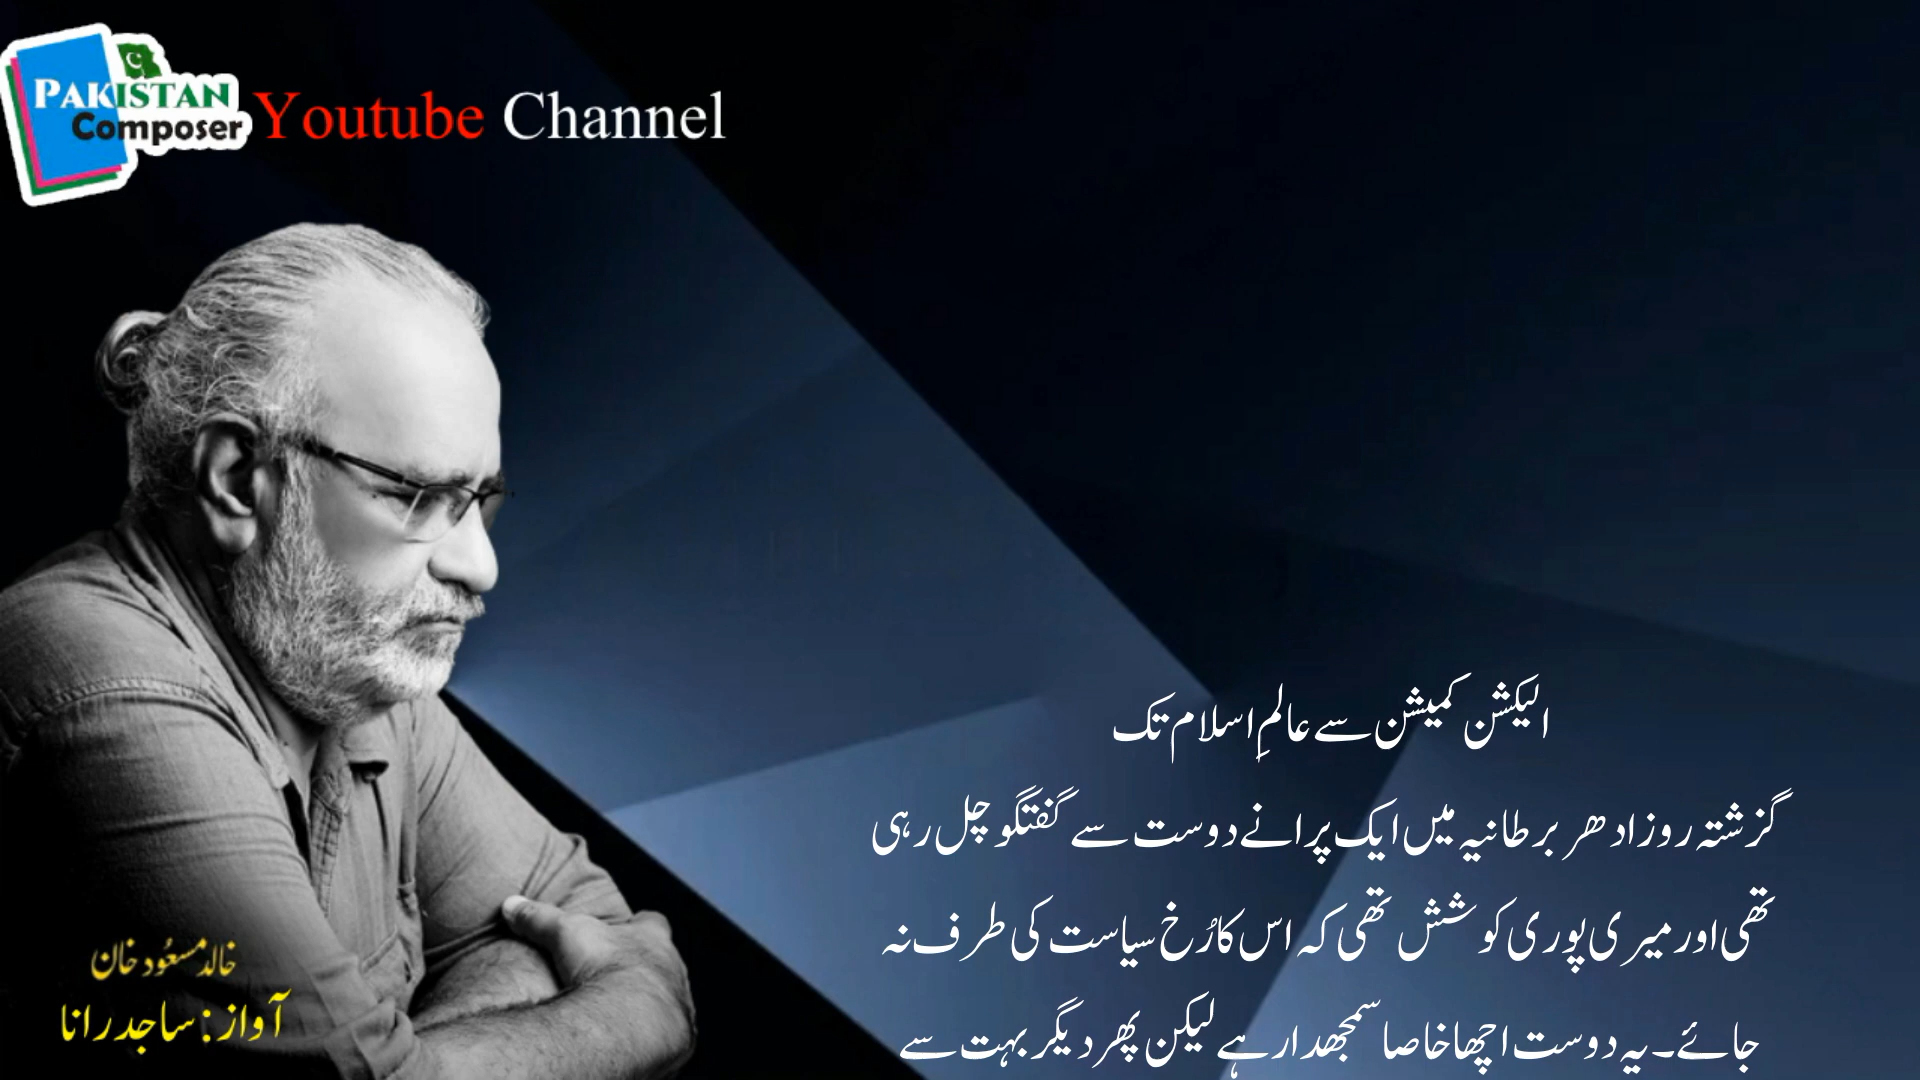 PAKISTAN
Composer
Youtube Channel
الیکشن کمیشن سے عالمِ اسلام تک
گزشتہ روز ادھر برطانیہ میں ایک پرانے دوست سے گفتگو چل رہی
تھی اور میری پوری کوشش تھی کہ اس کا رُخ سیاست کی طرف نہ
جائے۔ یہ دوست اچھا خاصا سمجھدار ہے لیکن پھر دیگر بہت سے
خالد مسعُود خان
آواز: ساجد رانا